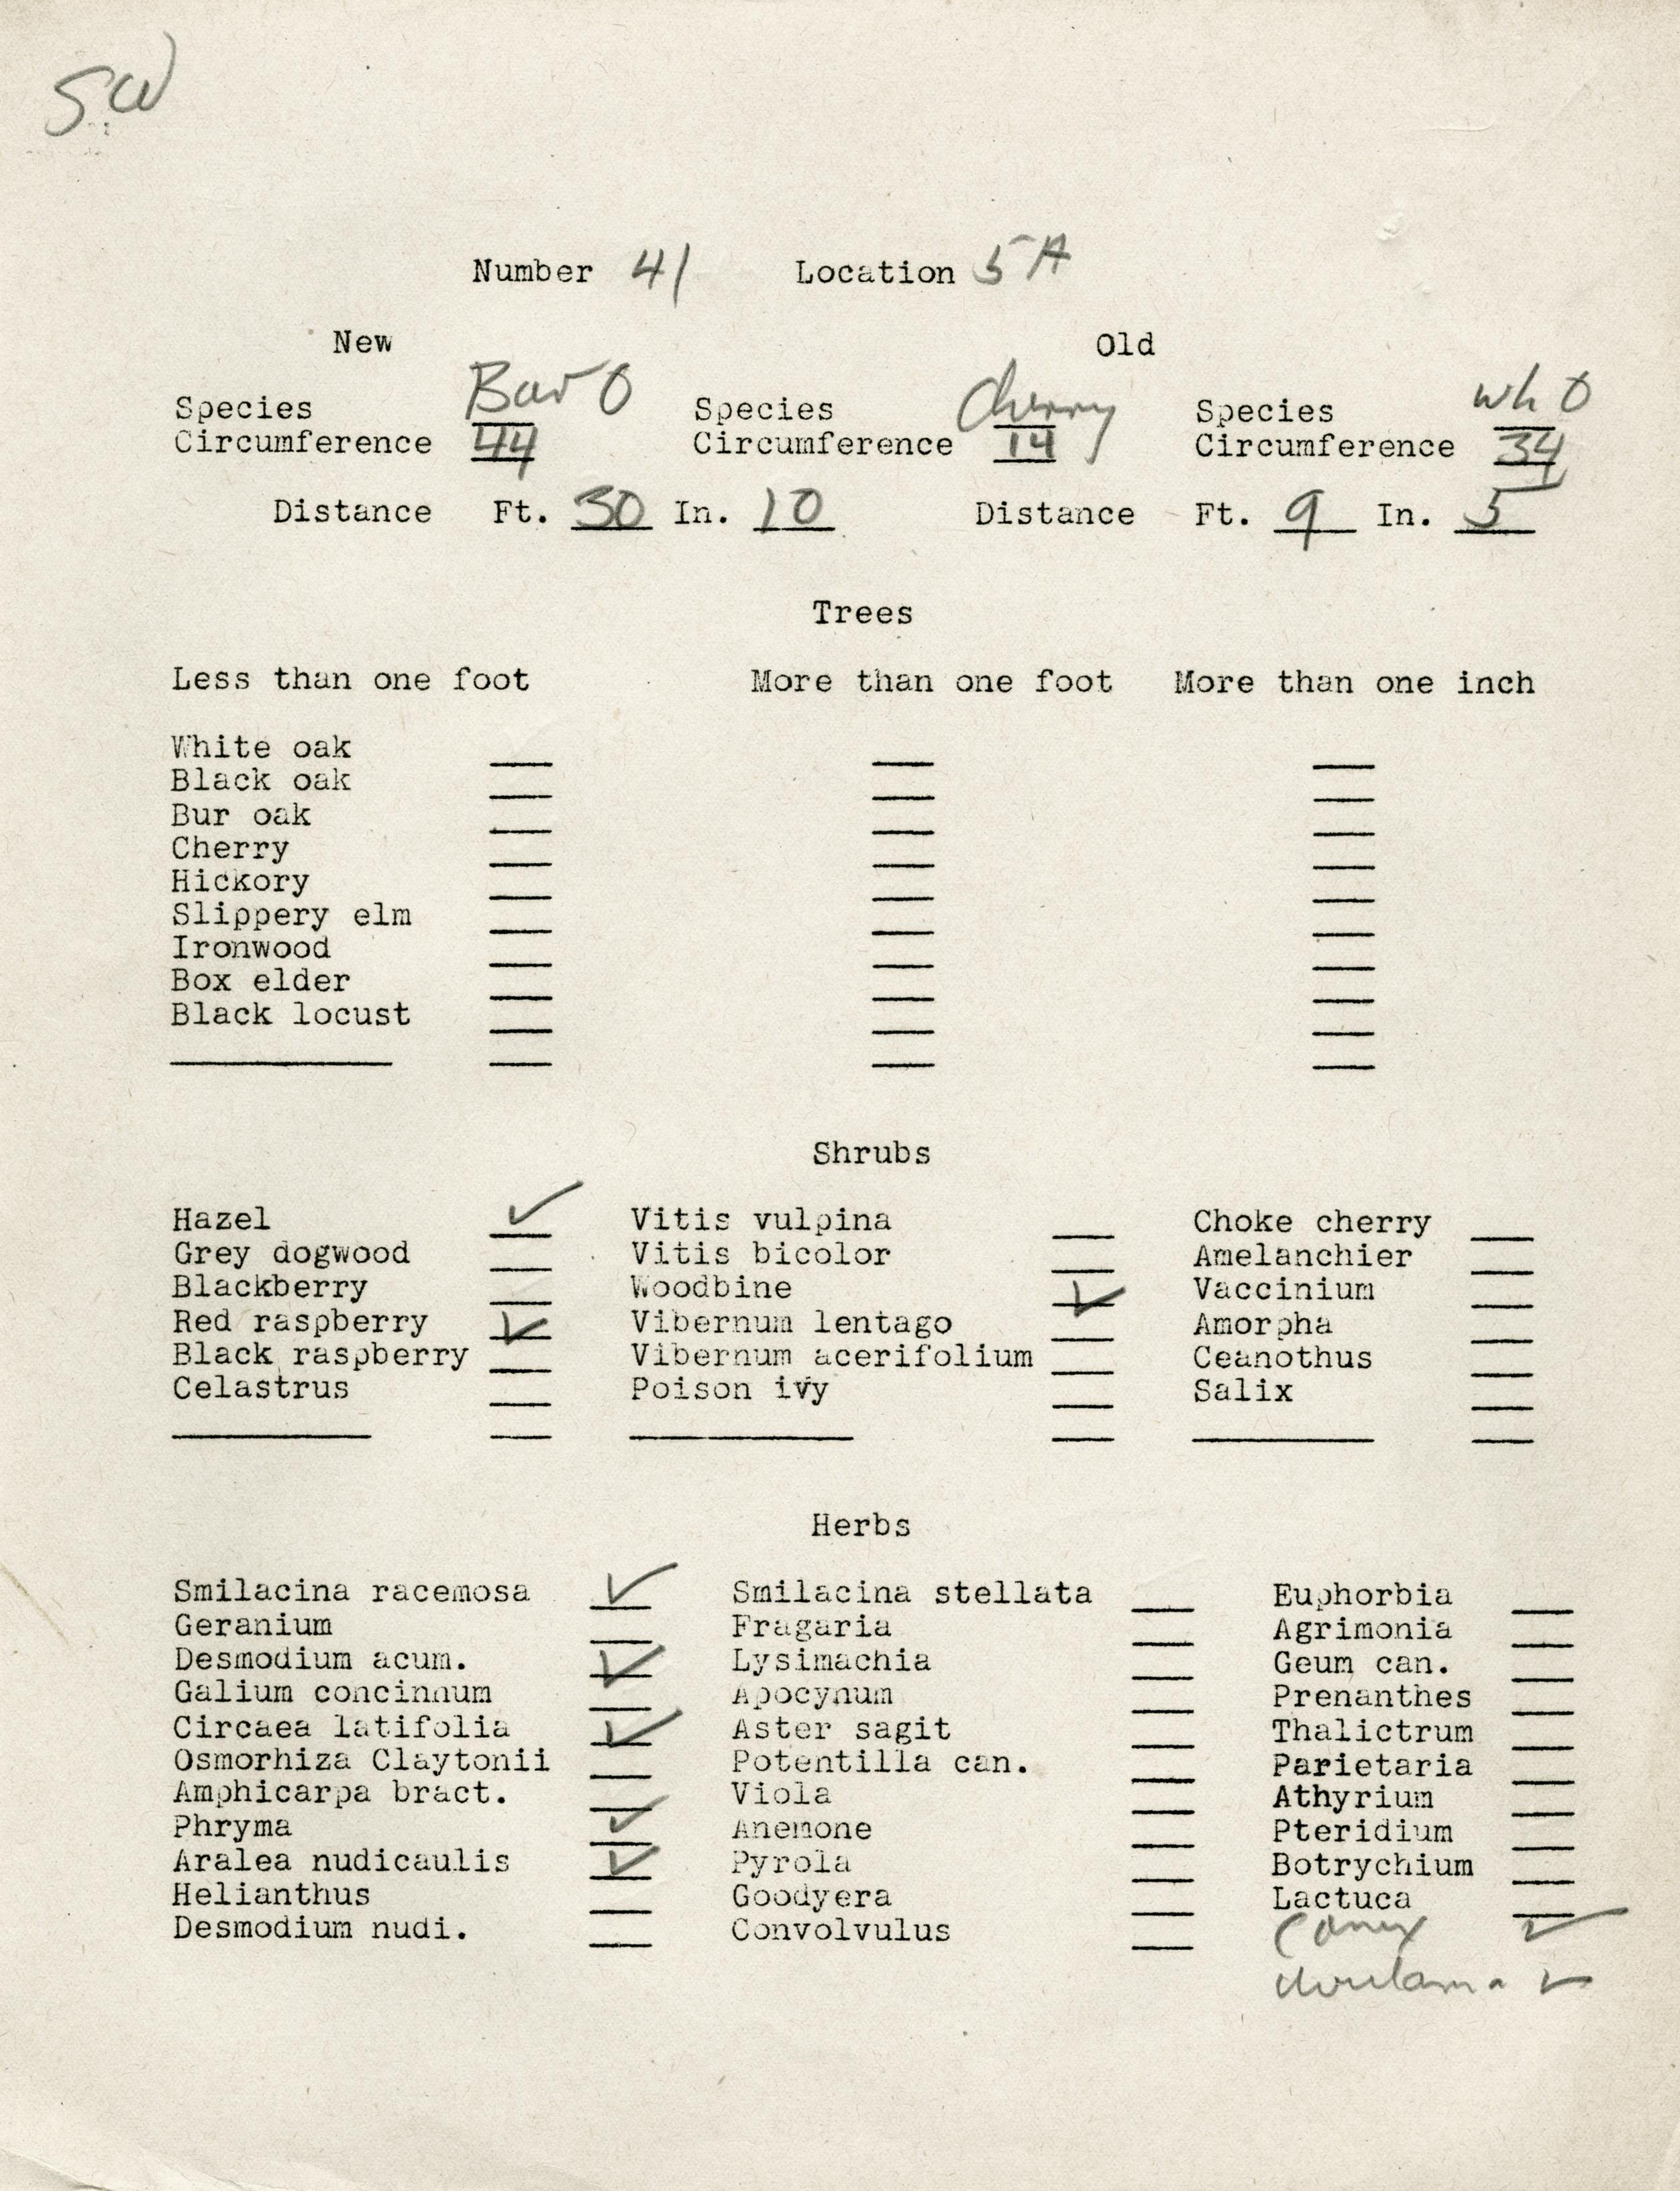 SW
Number 41 Location 5A
New Old
Species Bur O Species Cherry Species Wh O
Circumference 44 Circumference 14 Circumference 34
Distance Ft. 30 In. 10 Distance Ft. 9 In. 5
Trees
Less than one foot More than one foot More than one inch
White oak
Black oak
Bur oak
Cherry
Hickory
Slippery elm
Ironwood
Box elder
Black locust
Shrubs
Hazel ✓ Vitis vulpina Choke cherry
Grey dogwood Vitis bicolor Amelanchier
Blackberry Woodbine ✓ Vaccinium
Red raspberry ✓ Vibernum lentago Amorpha
Black raspberry Vibernum acerifolium Ceanothus
Celastrus Poison ivy Salix
Herbs
Smilacina racemosa ✓ Smilacina stellata Euphorbia
Geranium Fragaria Agrimonia
Desmodium acum. ✓ Lysimachia Geum can.
Galium concinnum Apocynum Prenanthes
Circaea latifolia ✓ Aster sagit Thalictrum
Osmorhiza Claytonii Potentilla can. Parietaria
Amphicarpa bract. Viola Athyrium
Phryma ✓ Anemone Pteridium
Aralea nudicaulis ✓ Pyrola Botrychium
Helianthus Goodyera Lactuca
Desmodium nudi. Convolvulus Carex ✓
✓